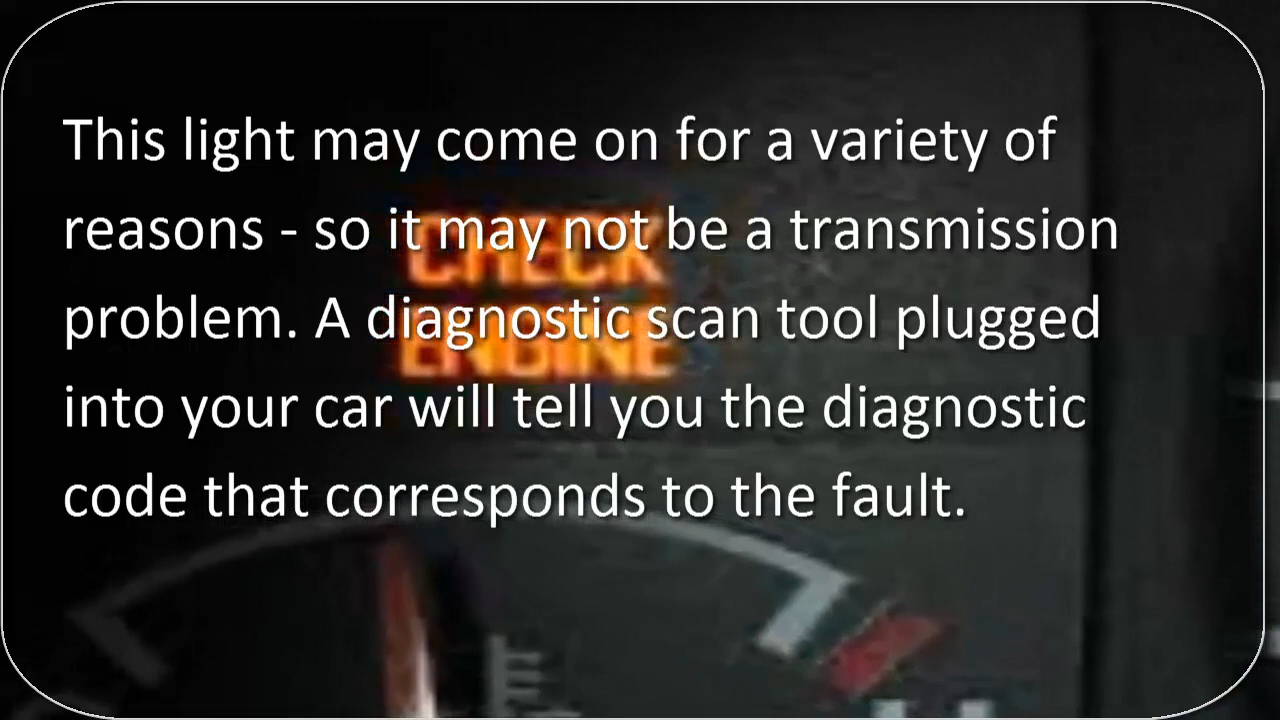 This light may come on for a variety of
reasons - so it may not be a transmission
problem. A diagnostic scan tool plugged
into your car will tell you the diagnostic
code that corresponds to the fault.
CHECK
ENGINE